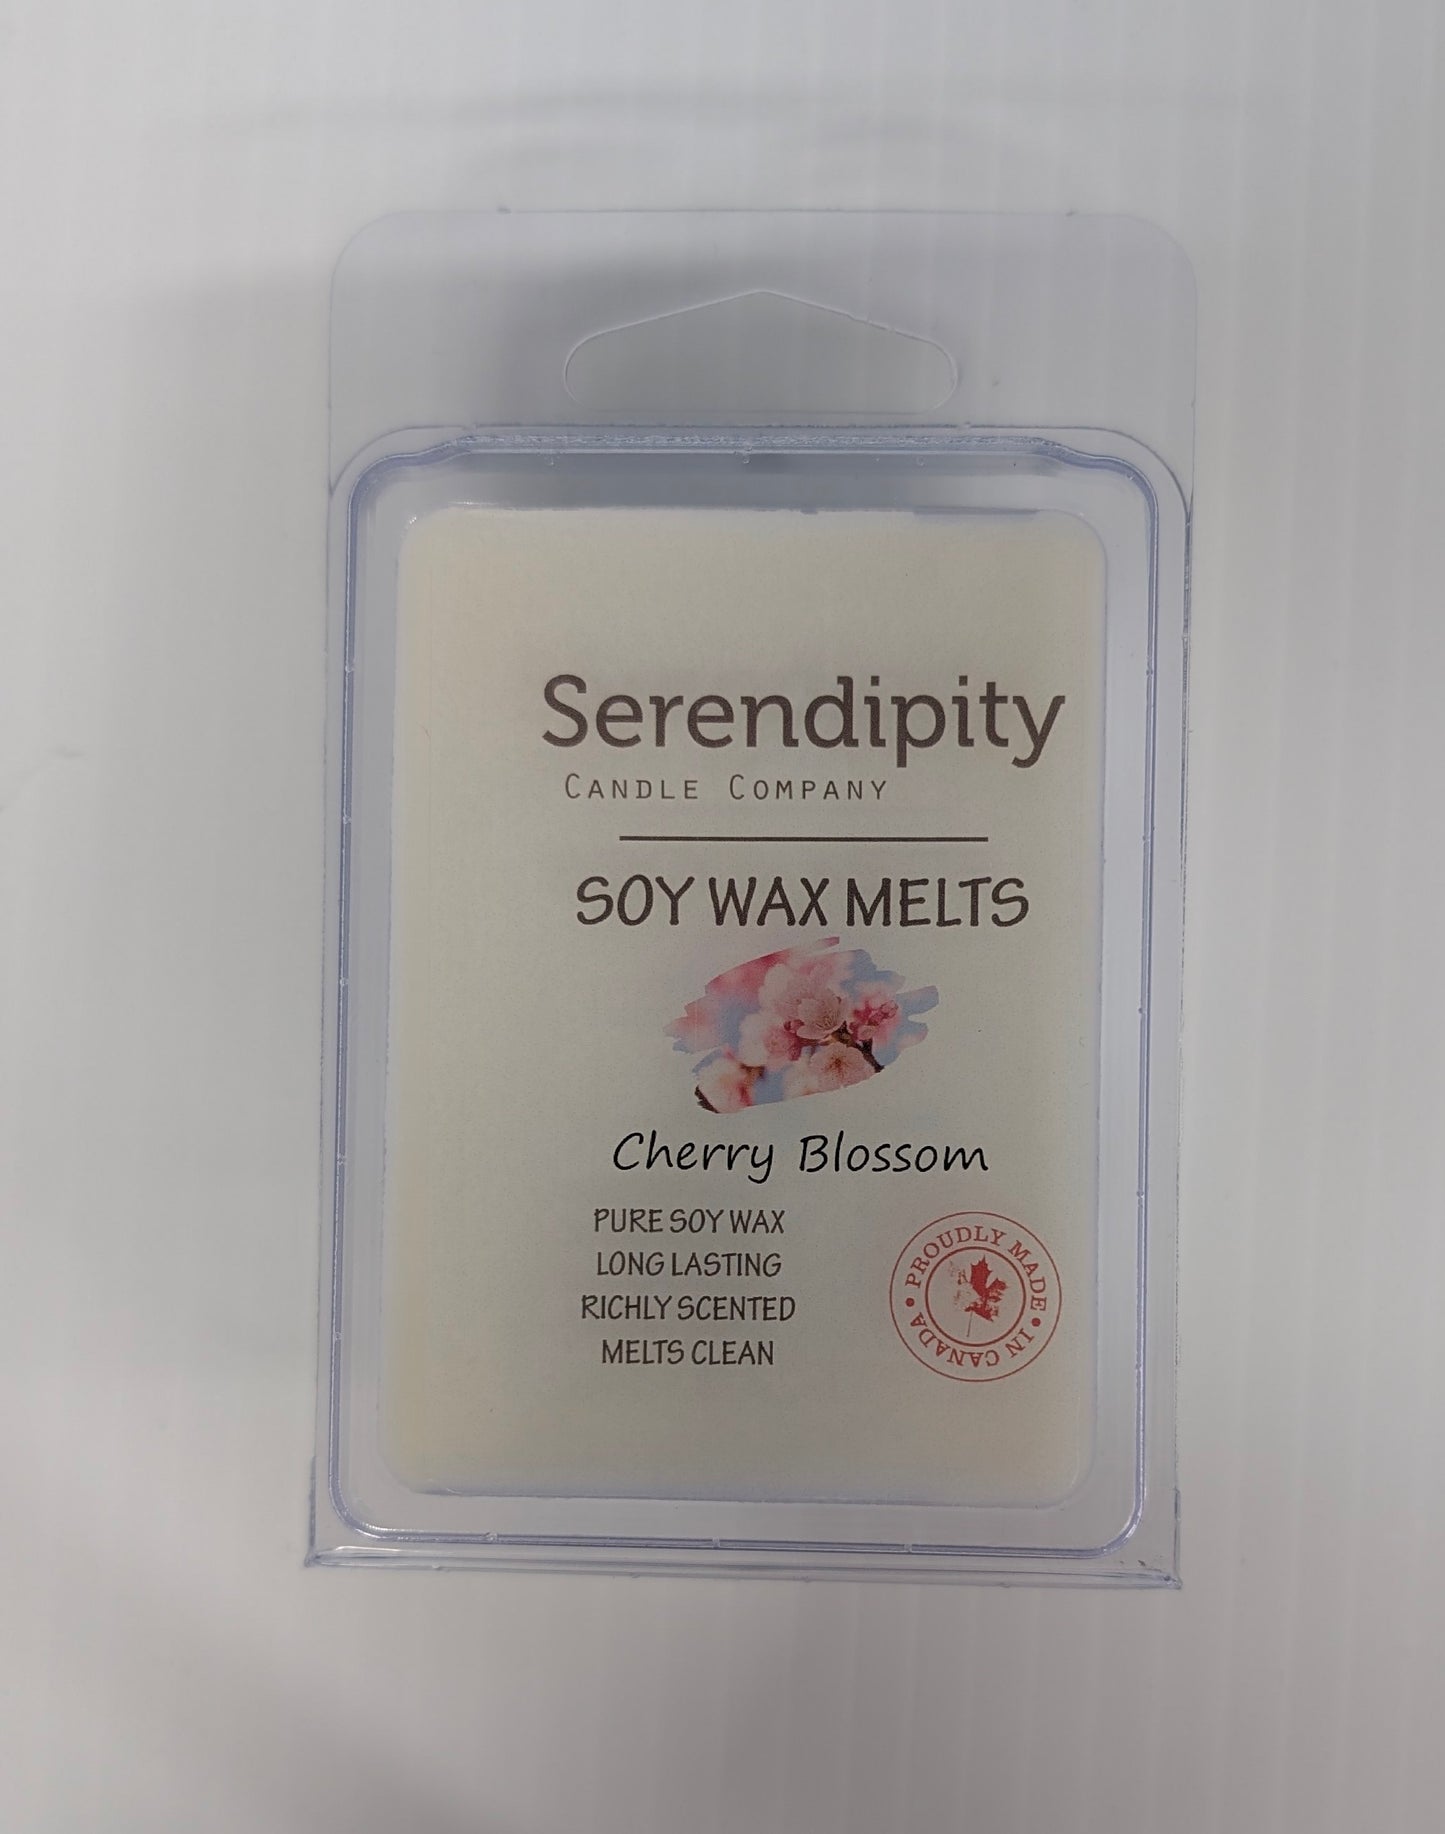 Serendipity
CANDLE COMPANY
SOY WAX MELTS
Cherry Blossom
PURE SOY WAX
LONG LASTING
RICHLY SCENTED
MELTS CLEAN
• PROUDLY MADE • IN CANADA